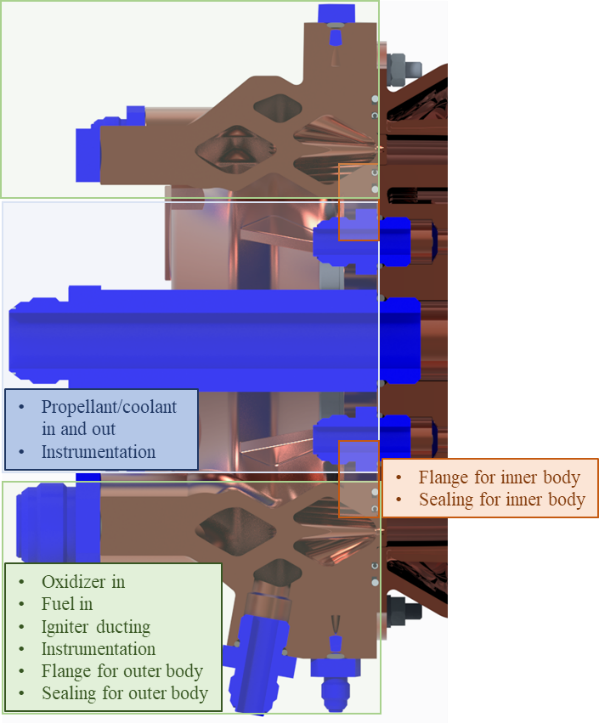 • Propellant/coolant
in and out
• Instrumentation
• Flange for inner body
• Sealing for inner body
• Oxidizer in
• Fuel in
• Igniter ducting
• Instrumentation
• Flange for outer body
• Sealing for outer body